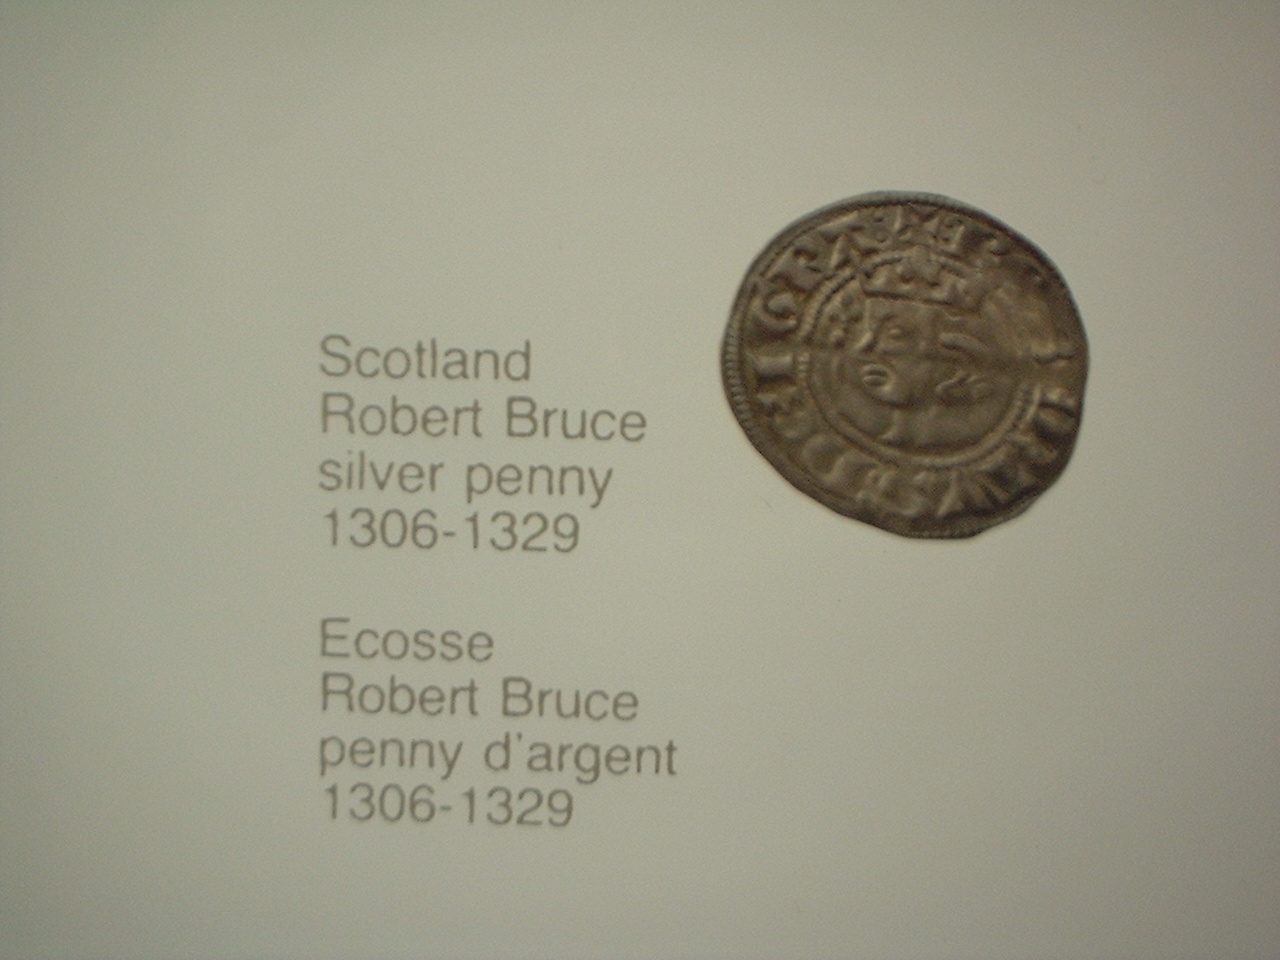 Scotland
Robert Bruce
silver penny
1306-1329
Ecosse
Robert Bruce
penny d'argent
1306-1329